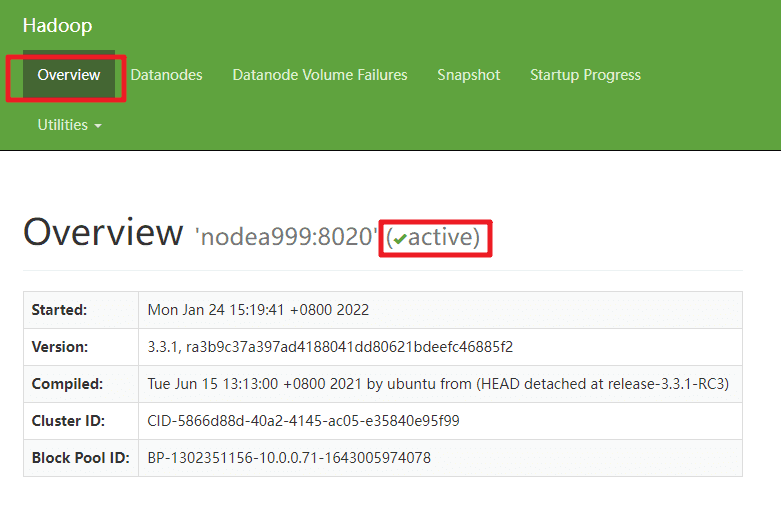 Hadoop
Overview Datanodes Datanode Volume Failures Snapshot Startup Progress
Utilities
Overview 'nodea999:8020' (✔active)
Started: Mon Jan 24 15:19:41 +0800 2022
Version: 3.3.1, ra3b9c37a397ad4188041dd80621bdeefc46885f2
Compiled: Tue Jun 15 13:13:00 +0800 2021 by ubuntu from (HEAD detached at release-3.3.1-RC3)
Cluster ID: CID-5866d88d-40a2-4145-ac05-e35840e95f99
Block Pool ID: BP-1302351156-10.0.0.71-1643005974078